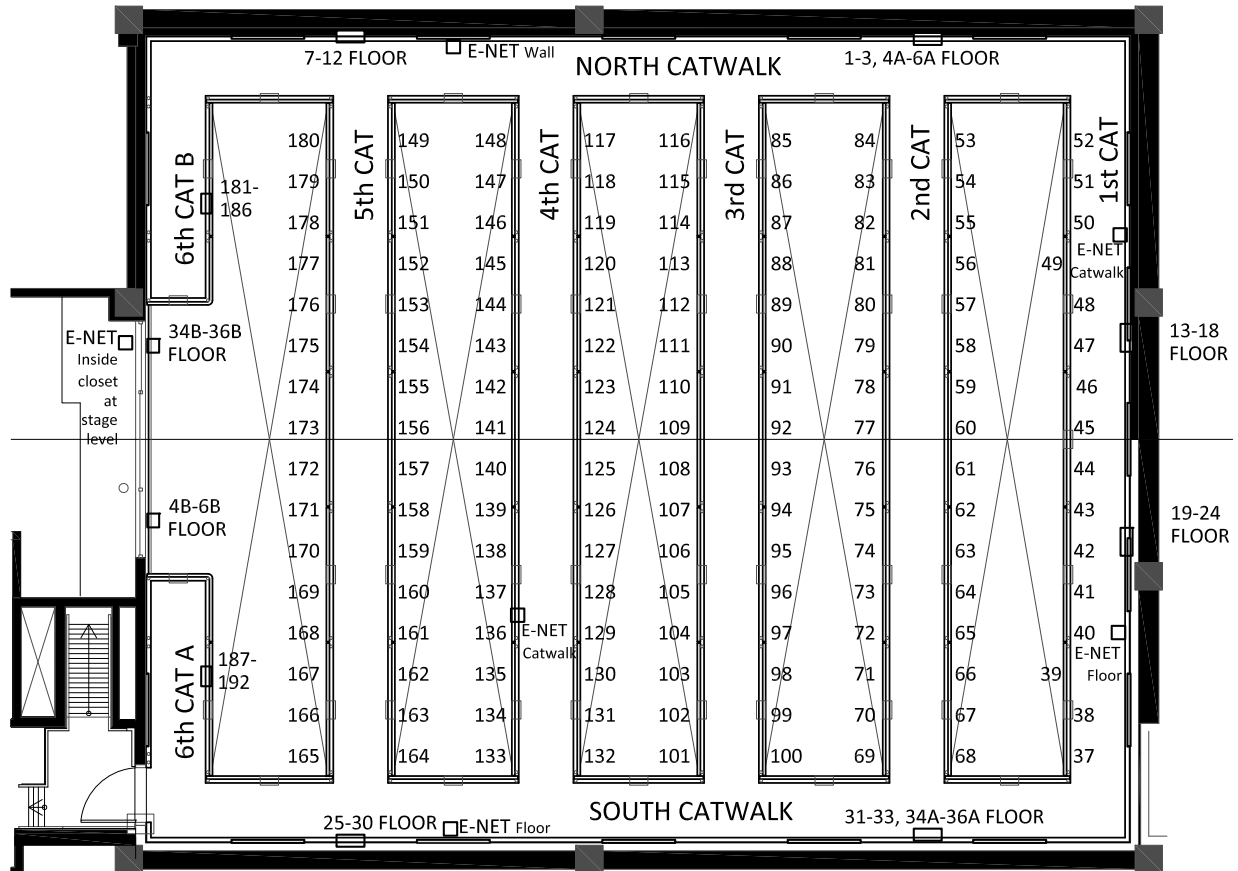 7-12 FLOOR
E-NET Wall
NORTH CATWALK
1-3, 4A-6A FLOOR
6th CAT B
5th CAT
4th CAT
3rd CAT
2nd CAT
1st CAT
180 149 148 117 116 85 84 53 52
179 150 147 118 115 86 83 54 51
181-
186
178 151 146 119 114 87 82 55 50
177 152 145 120 113 88 81 56 49
E-NET
Catwalk
176 153 144 121 112 89 80 57 48
175 154 143 122 111 90 79 58 47
174 155 142 123 110 91 78 59 46
173 156 141 124 109 92 77 60 45
172 157 140 125 108 93 76 61 44
171 158 139 126 107 94 75 62 43
170 159 138 127 106 95 74 63 42
169 160 137 128 105 96 73 64 41
168 161 136 129 104 97 72 65 40
167 162 135 130 103 98 71 66 39
166 163 134 131 102 99 70 67 38
165 164 133 132 101 100 69 68 37
E-NET
Inside
closet
at
stage
level
34B-36B
FLOOR
13-18
FLOOR
4B-6B
FLOOR
19-24
FLOOR
E-NET
Catwalk
E-NET
Floor
6th CAT A
187-
192
25-30 FLOOR
E-NET Floor
SOUTH CATWALK
31-33, 34A-36A FLOOR